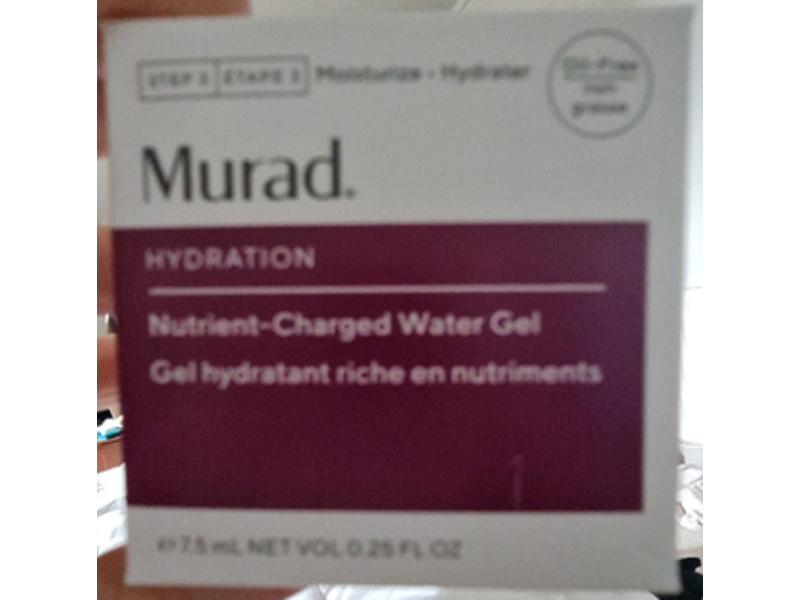 STEP 3 ÉTAPE 3 Moisturize • Hydrater
Oil-Free
non
grasse
Murad.
HYDRATION
Nutrient-Charged Water Gel
Gel hydratant riche en nutriments
℮ 7.5 mL NET VOL 0.25 FL OZ